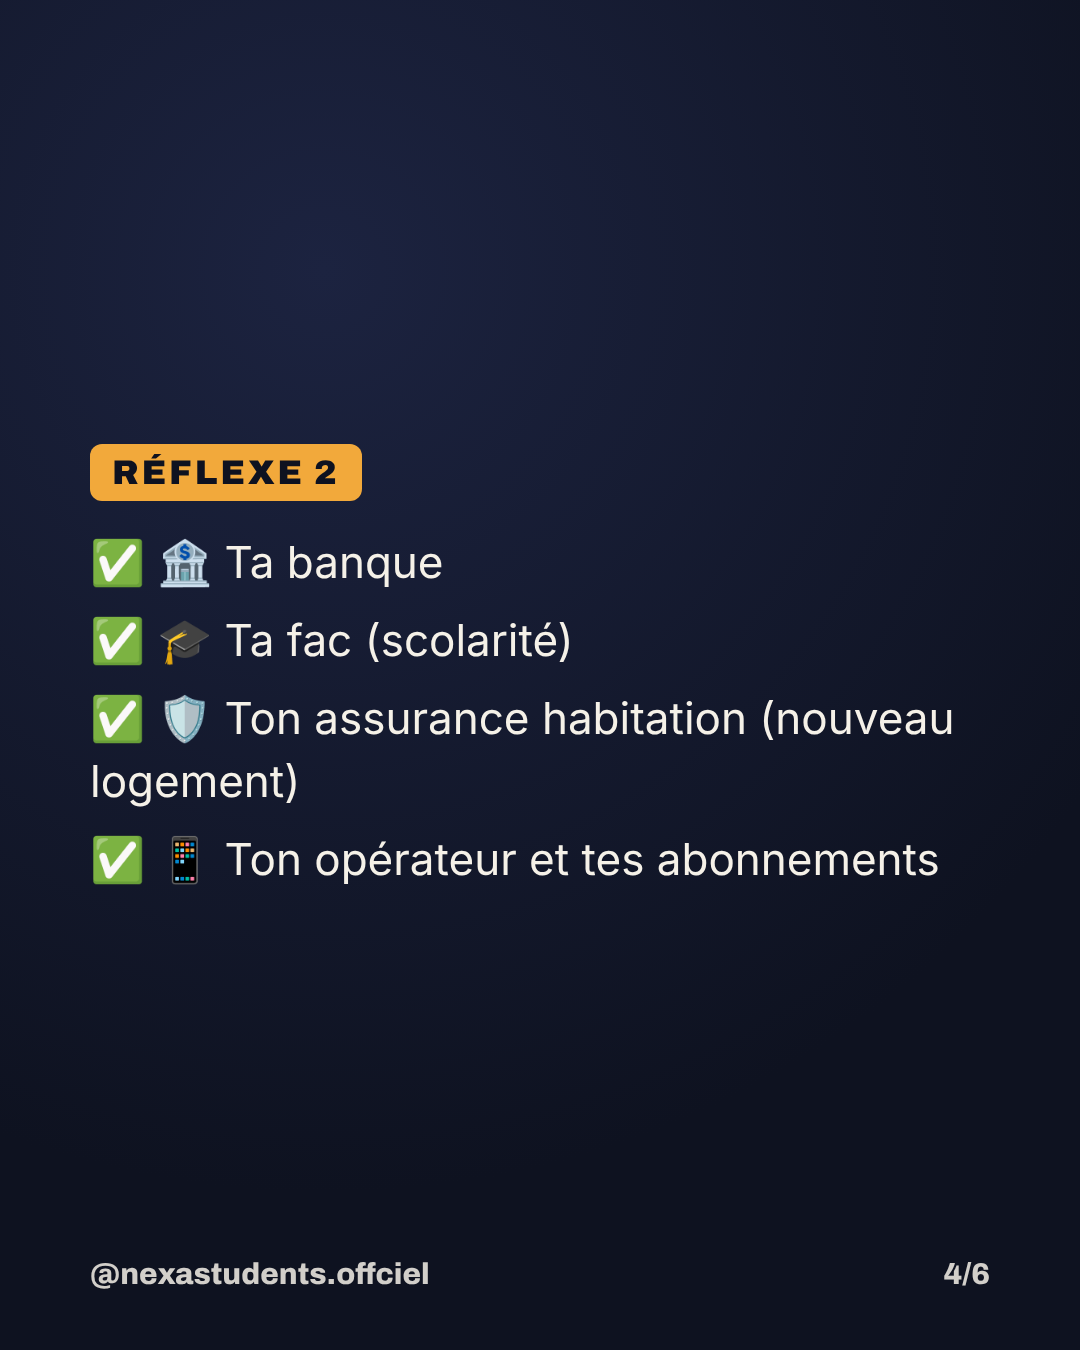 RÉFLEXE 2
✅ 🏦 Ta banque
✅ 🎓 Ta fac (scolarité)
✅ 🛡️ Ton assurance habitation (nouveau
logement)
✅ 📱 Ton opérateur et tes abonnements
@nexastudents.offciel
4/6